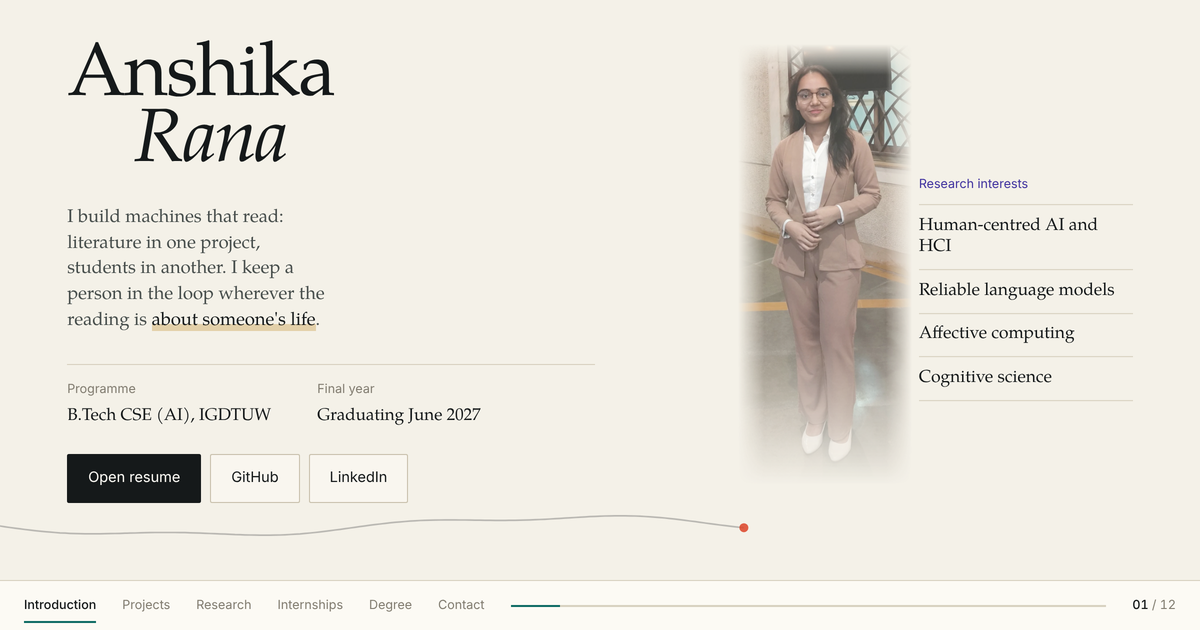 Anshika
Rana
I build machines that read:
literature in one project,
students in another. I keep a
person in the loop wherever the
reading is about someone's life.
Programme
B.Tech CSE (AI), IGDTUW
Final year
Graduating June 2027
Open resume
GitHub
LinkedIn
Research interests
Human-centred AI and
HCI
Reliable language models
Affective computing
Cognitive science
Introduction
Projects
Research
Internships
Degree
Contact
01 / 12